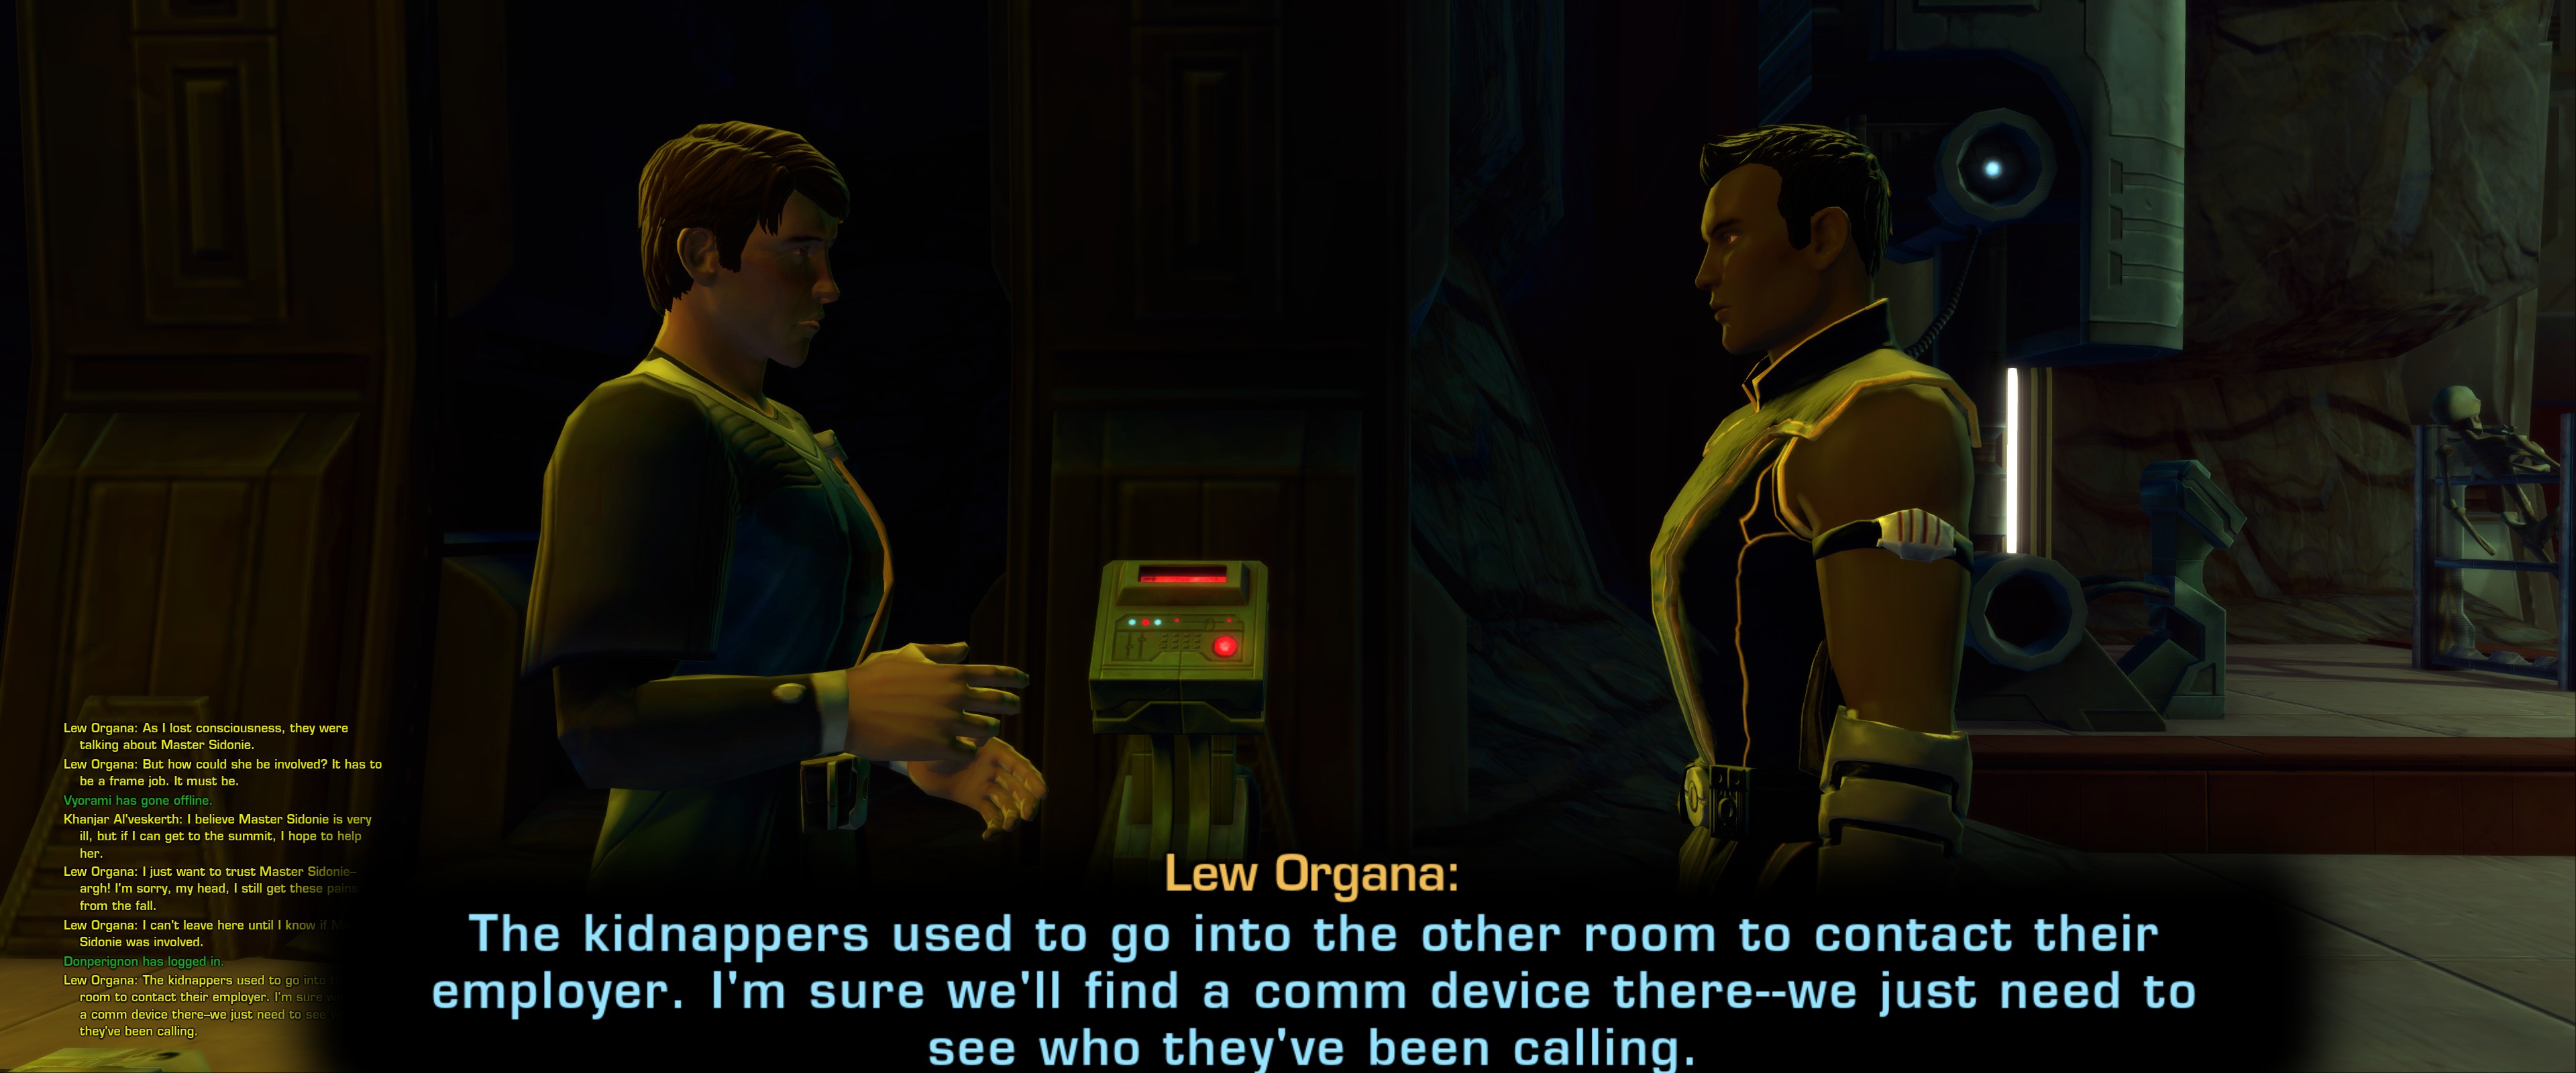 Lew Organa: As I lost consciousness, they were
talking about Master Sidonie.
Lew Organa: But how could she be involved? It has to
be a frame job. It must be.
Vyorami has gone offline.
Khanjar Al'veskerth: I believe Master Sidonie is very
ill, but if I can get to the summit, I hope to help
her.
Lew Organa: I just want to trust Master Sidonie--
argh! I'm sorry, my head, I still get these pains
from the fall.
Lew Organa: I can't leave here until I know if
Sidonie was involved.
Donperignon has logged in.
Lew Organa: The kidnappers used to go into
room to contact their employer. I'm sure
a comm device there--we just need to see
they've been calling.
Lew Organa:
The kidnappers used to go into the other room to contact their
employer. I'm sure we'll find a comm device there--we just need to
see who they've been calling.